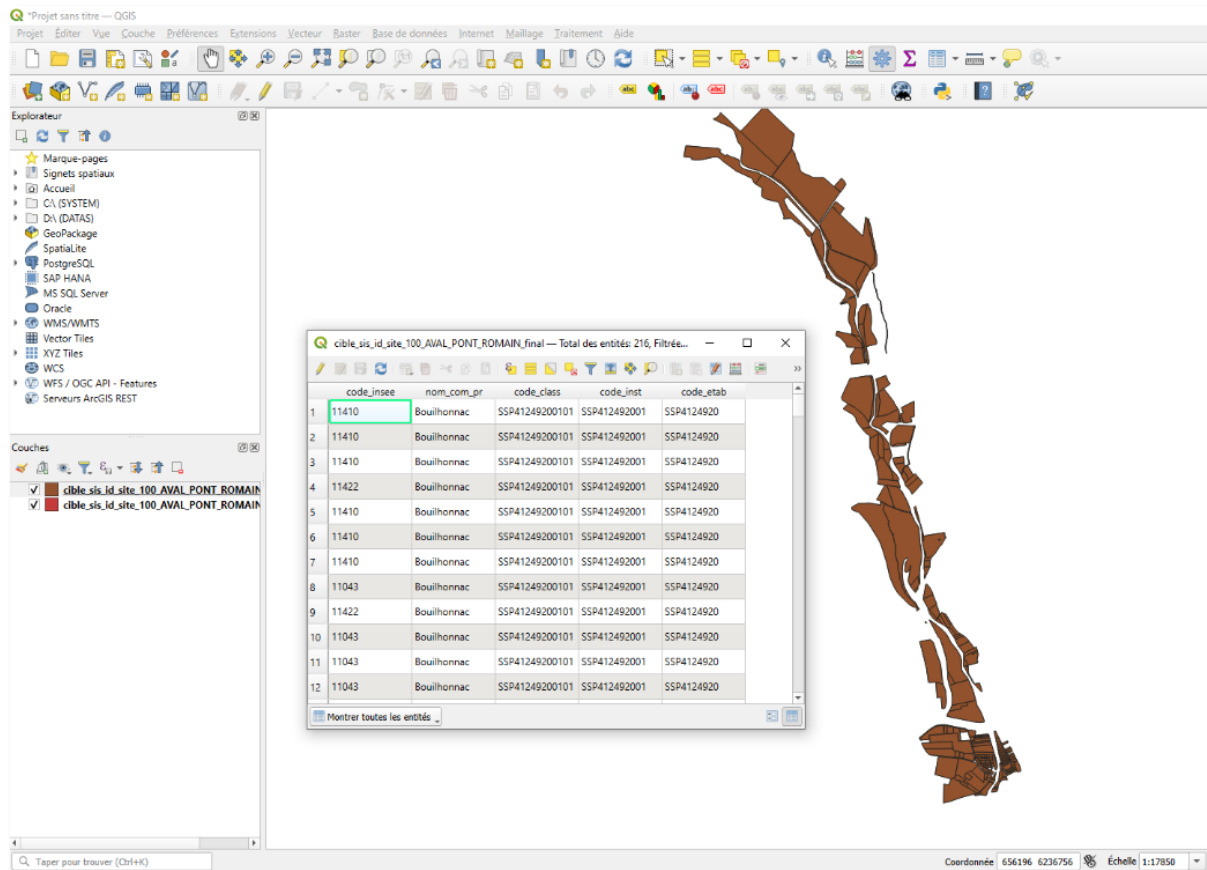 *Projet sans titre — QGIS
Projet Éditer Vue Couche Préférences Extensions Vecteur Raster Base de données Internet Maillage Traitement Aide
Explorateur
Marque-pages
Signets spatiaux
Accueil
C:\ (SYSTEM)
D:\ (DATAS)
GeoPackage
SpatiaLite
PostgreSQL
SAP HANA
MS SQL Server
Oracle
WMS/WMTS
Vector Tiles
XYZ Tiles
WCS
WFS / OGC API - Features
Serveurs ArcGIS REST
Couches
cible_sis_id_site_100_AVAL_PONT_ROMAIN
cible_sis_id_site_100_AVAL_PONT_ROMAIN
cible_sis_id_site_100_AVAL_PONT_ROMAIN_final — Total des entités: 216, Filtrée...
code_insee nom_com_pr code_class code_inst code_etab
1 11410 Bouilhonnac SSP41249200101 SSP412492001 SSP4124920
2 11410 Bouilhonnac SSP41249200101 SSP412492001 SSP4124920
3 11410 Bouilhonnac SSP41249200101 SSP412492001 SSP4124920
4 11422 Bouilhonnac SSP41249200101 SSP412492001 SSP4124920
5 11410 Bouilhonnac SSP41249200101 SSP412492001 SSP4124920
6 11410 Bouilhonnac SSP41249200101 SSP412492001 SSP4124920
7 11410 Bouilhonnac SSP41249200101 SSP412492001 SSP4124920
8 11043 Bouilhonnac SSP41249200101 SSP412492001 SSP4124920
9 11422 Bouilhonnac SSP41249200101 SSP412492001 SSP4124920
10 11043 Bouilhonnac SSP41249200101 SSP412492001 SSP4124920
11 11043 Bouilhonnac SSP41249200101 SSP412492001 SSP4124920
12 11043 Bouilhonnac SSP41249200101 SSP412492001 SSP4124920
Montrer toutes les entités
Taper pour trouver (Ctrl+K)
Coordonnée 656196 6236756 Échelle 1:17850